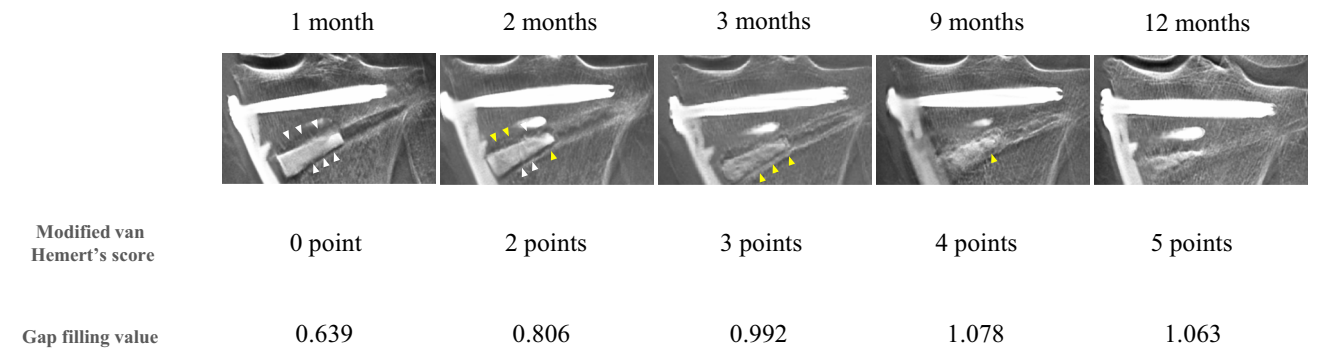 1 month 2 months 3 months 9 months 12 months
Modified van
Hemert’s score
0 point 2 points 3 points 4 points 5 points
Gap filling value 0.639 0.806 0.992 1.078 1.063